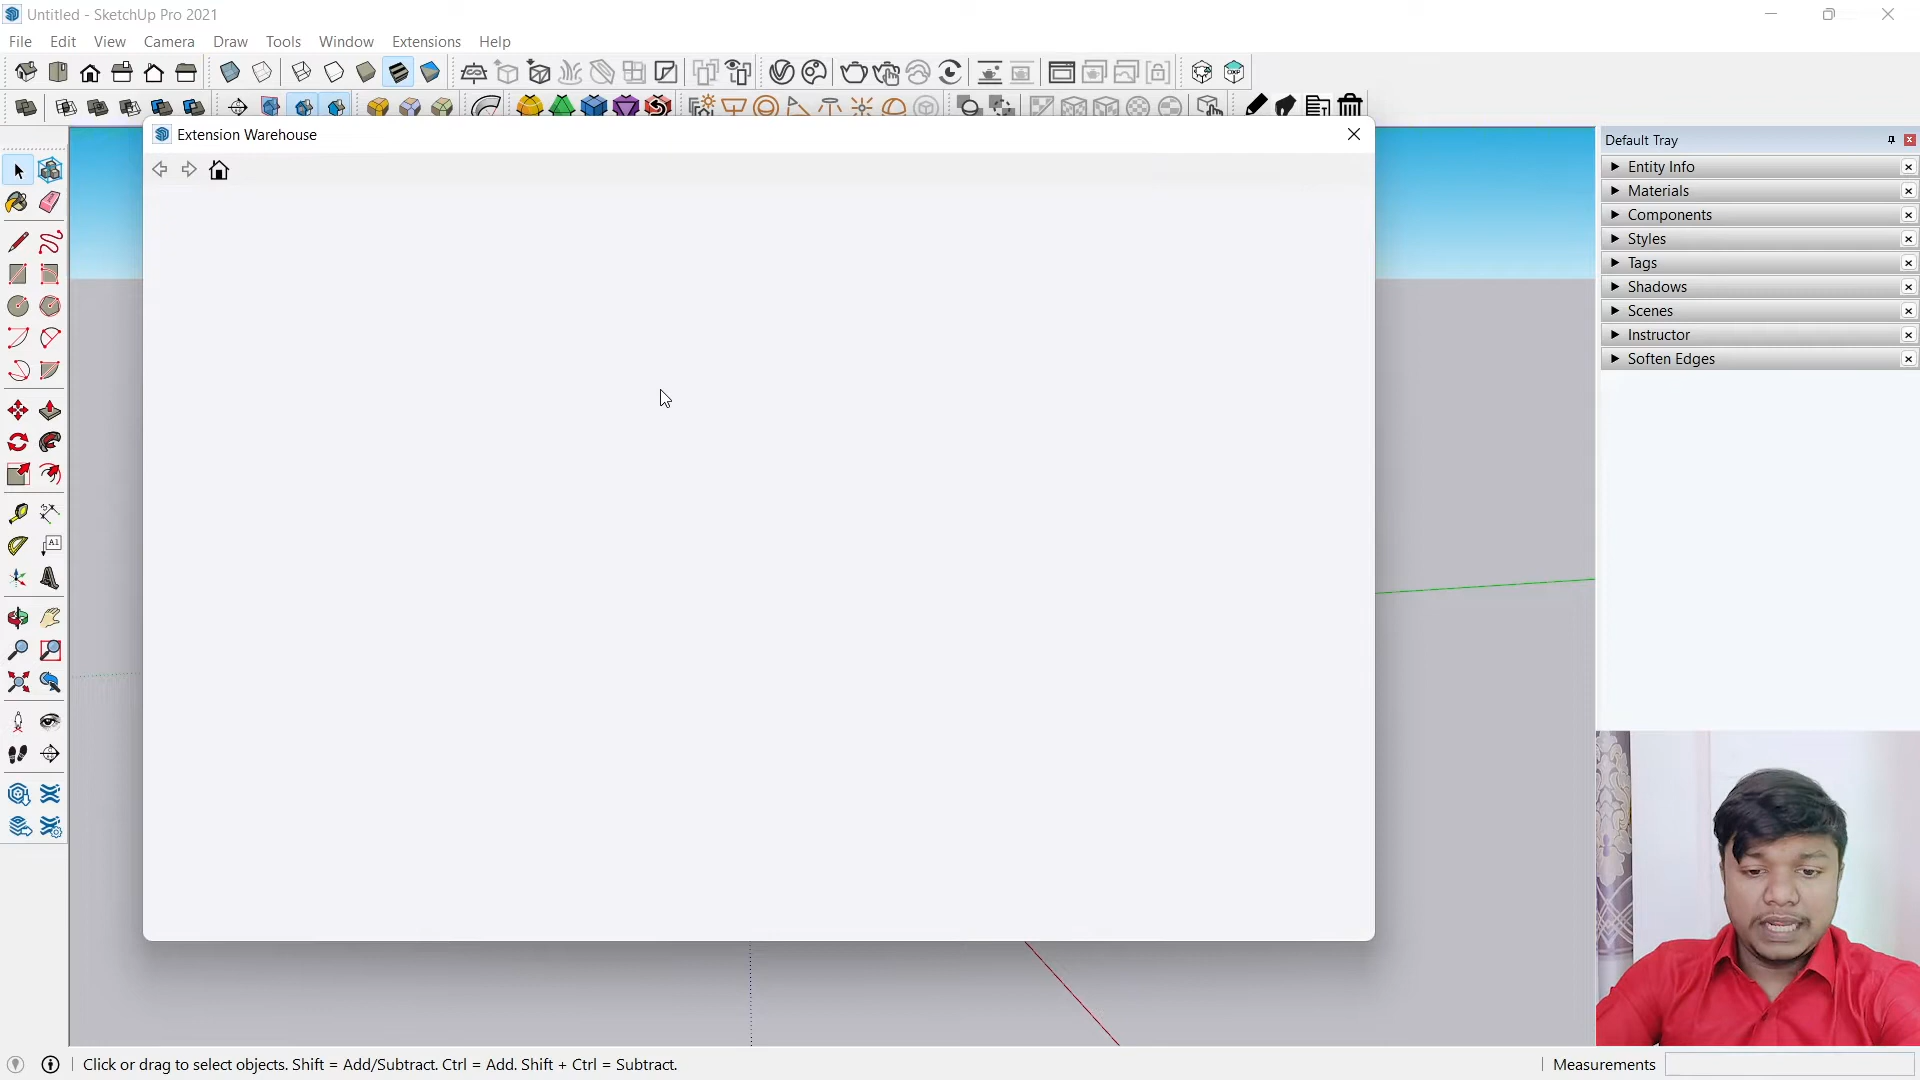 Untitled - SketchUp Pro 2021
File Edit View Camera Draw Tools Window Extensions Help
Extension Warehouse
Default Tray
Entity Info
Materials
Components
Styles
Tags
Shadows
Scenes
Instructor
Soften Edges
A1
Click or drag to select objects. Shift = Add/Subtract. Ctrl = Add. Shift + Ctrl = Subtract.
Measurements